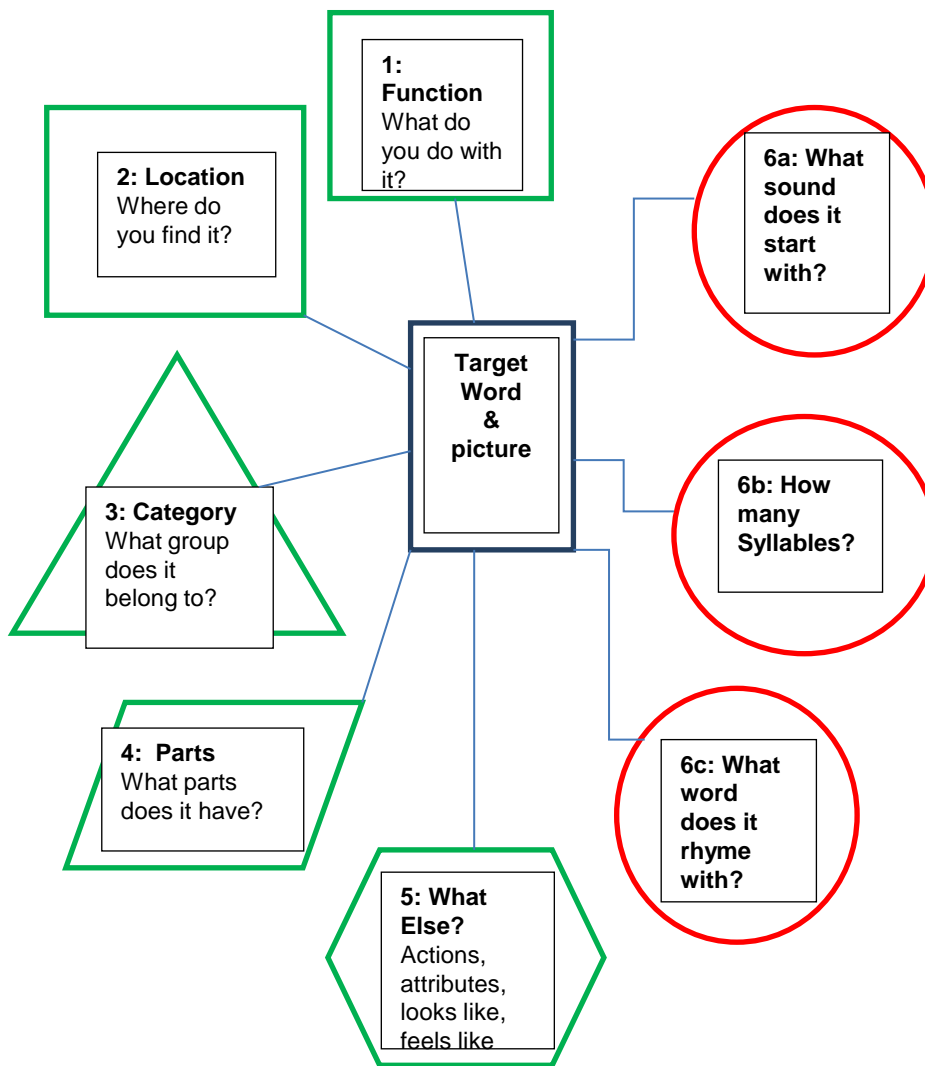 1:
Function
What do
you do with
it?
2: Location
Where do
you find it?
3: Category
What group
does it
belong to?
4:  Parts
What parts
does it have?
5: What
Else?
Actions,
attributes,
looks like,
feels like
Target
Word
&
picture
6a: What
sound
does it
start
with?
6b: How
many
Syllables?
6c: What
word
does it
rhyme
with?